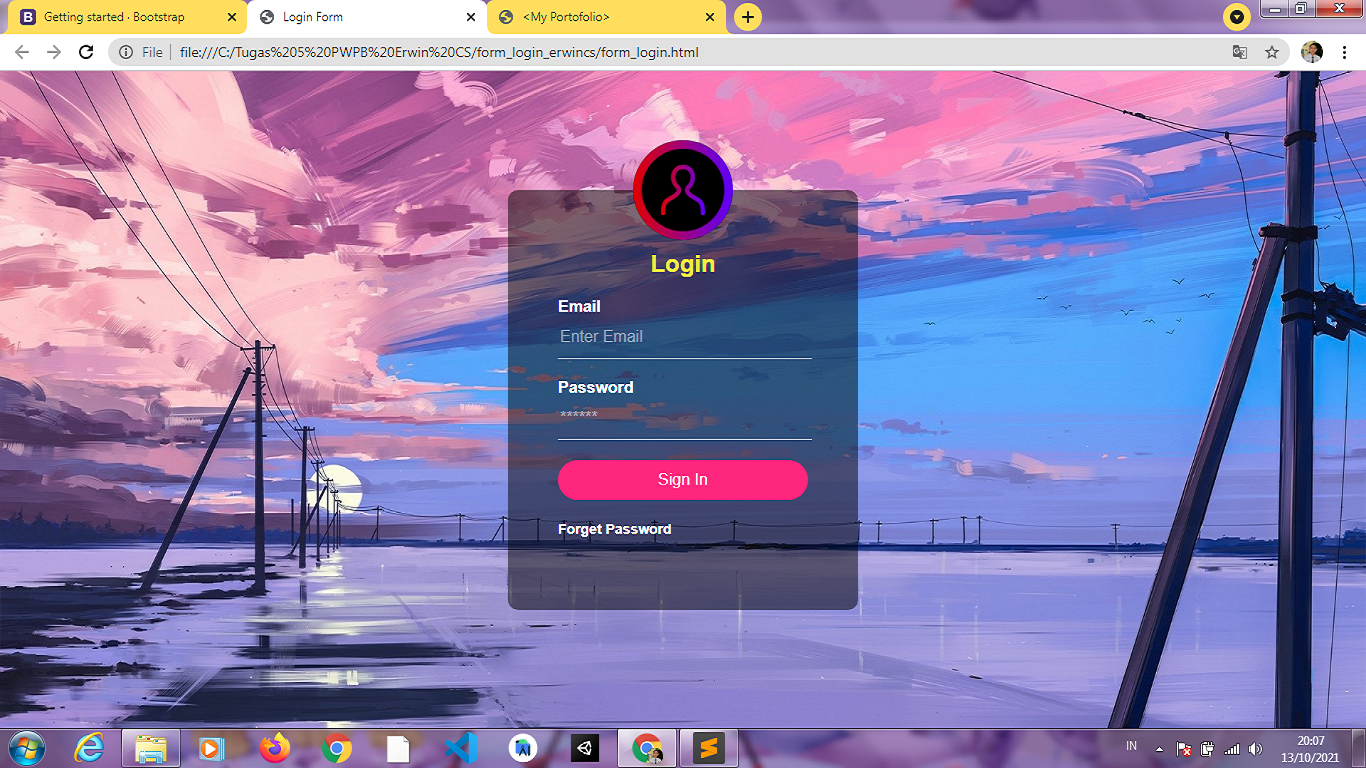 B Getting started · Bootstrap
Login Form
<My Portofolio>
File
file:///C:/Tugas%205%20PWPB%20Erwin%20CS/form_login_erwincs/form_login.html
Login
Email
Enter Email
Password
******
Sign In
Forget Password
IN
20:07
13/10/2021